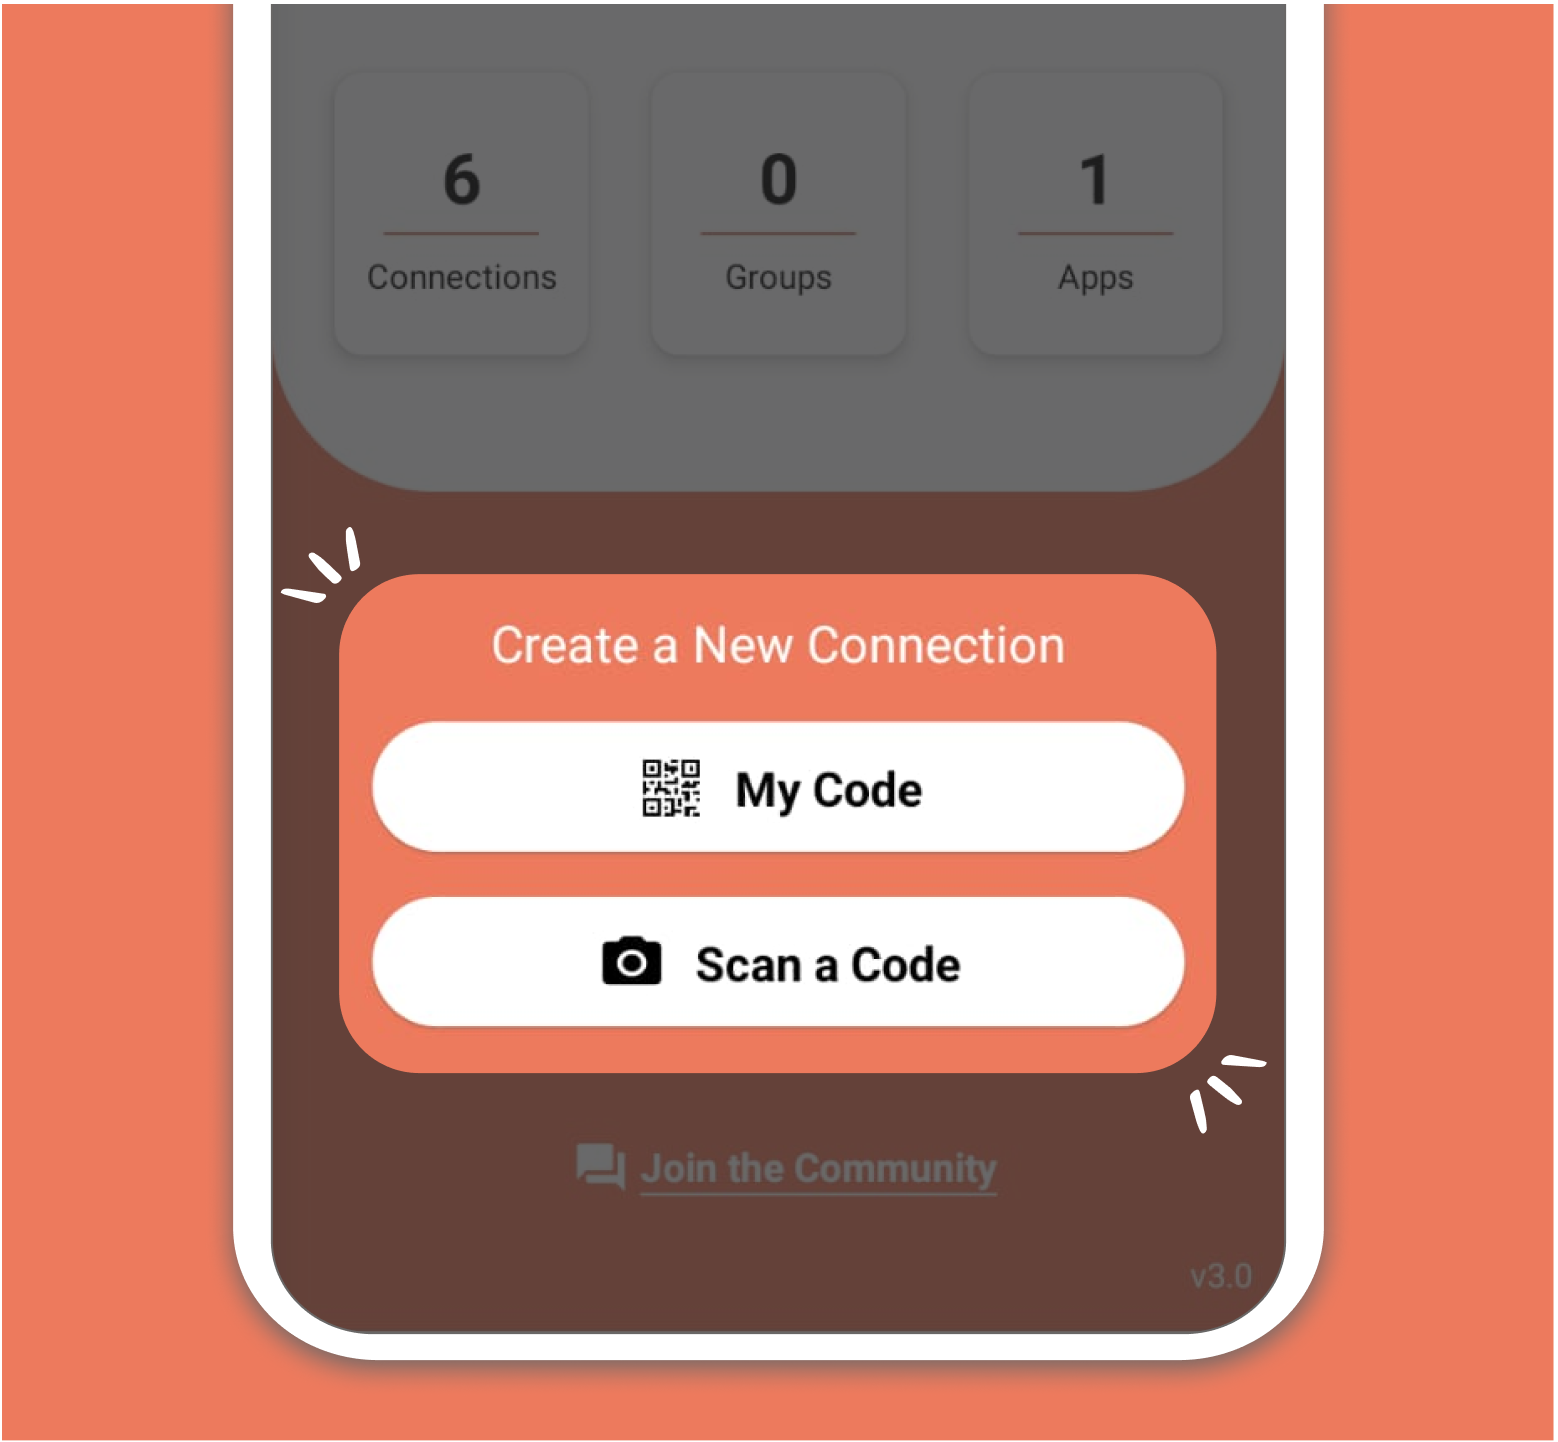 6
0
1
Connections
Groups
Apps
Create a New Connection
My Code
Scan a Code
Join the Community
v3.0